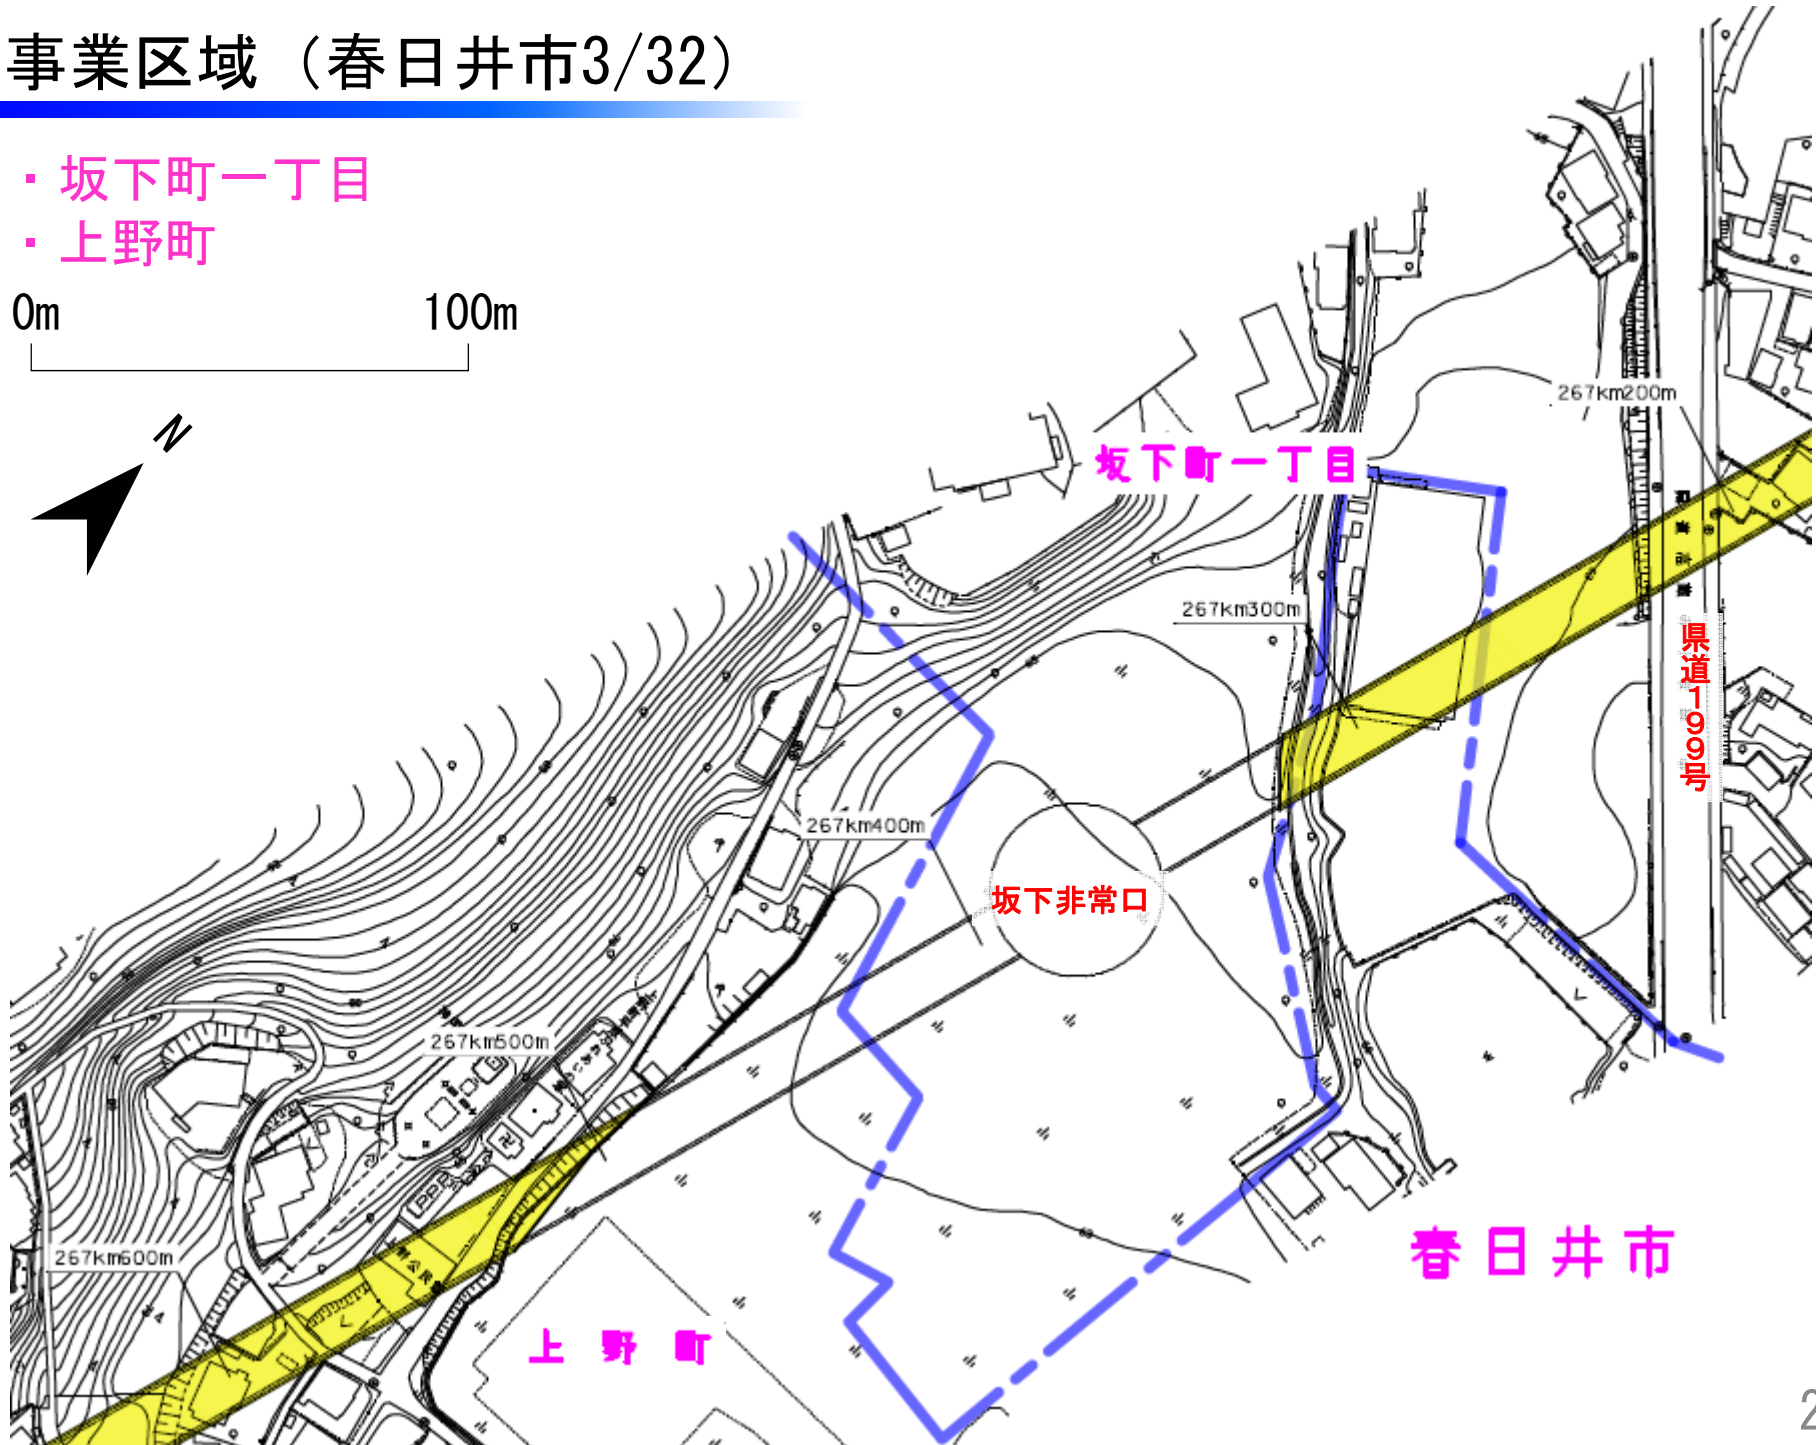 事業区域（春日井市3/32）
・坂下町一丁目
・上野町
0m 100m
N
267km200m
坂下町一丁目
267km300m
県道199号
267km400m
坂下非常口
267km500m
267km600m
春日井市
上野町
2